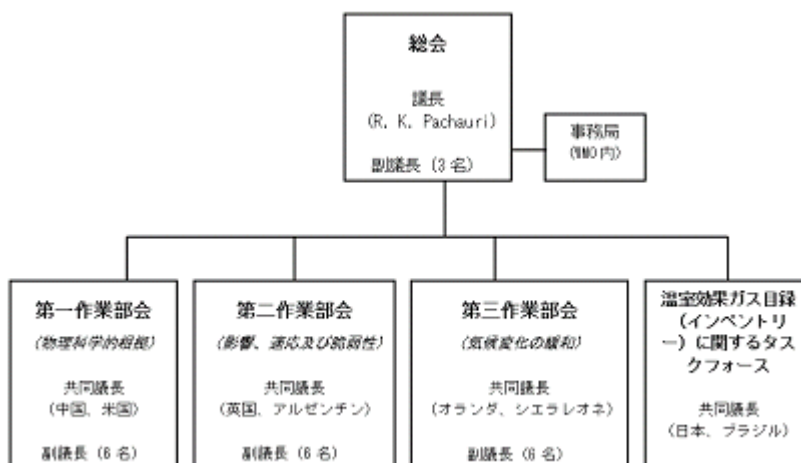 総会
議長
(R. K. Pachauri)
副議長 (3 名)
事務局
(WMO 内)
第一作業部会
(物理科学的根拠)
共同議長
(中国、米国)
副議長 (6 名)
第二作業部会
(影響、適応及び脆弱性)
共同議長
(英国、アルゼンチン)
副議長 (6 名)
第三作業部会
(気候変化の緩和)
共同議長
(オランダ、シエラレオネ)
副議長 (6 名)
温室効果ガス目録
(インベントリ
ー) に関するタス
クフォース
共同議長
(日本、ブラジル)